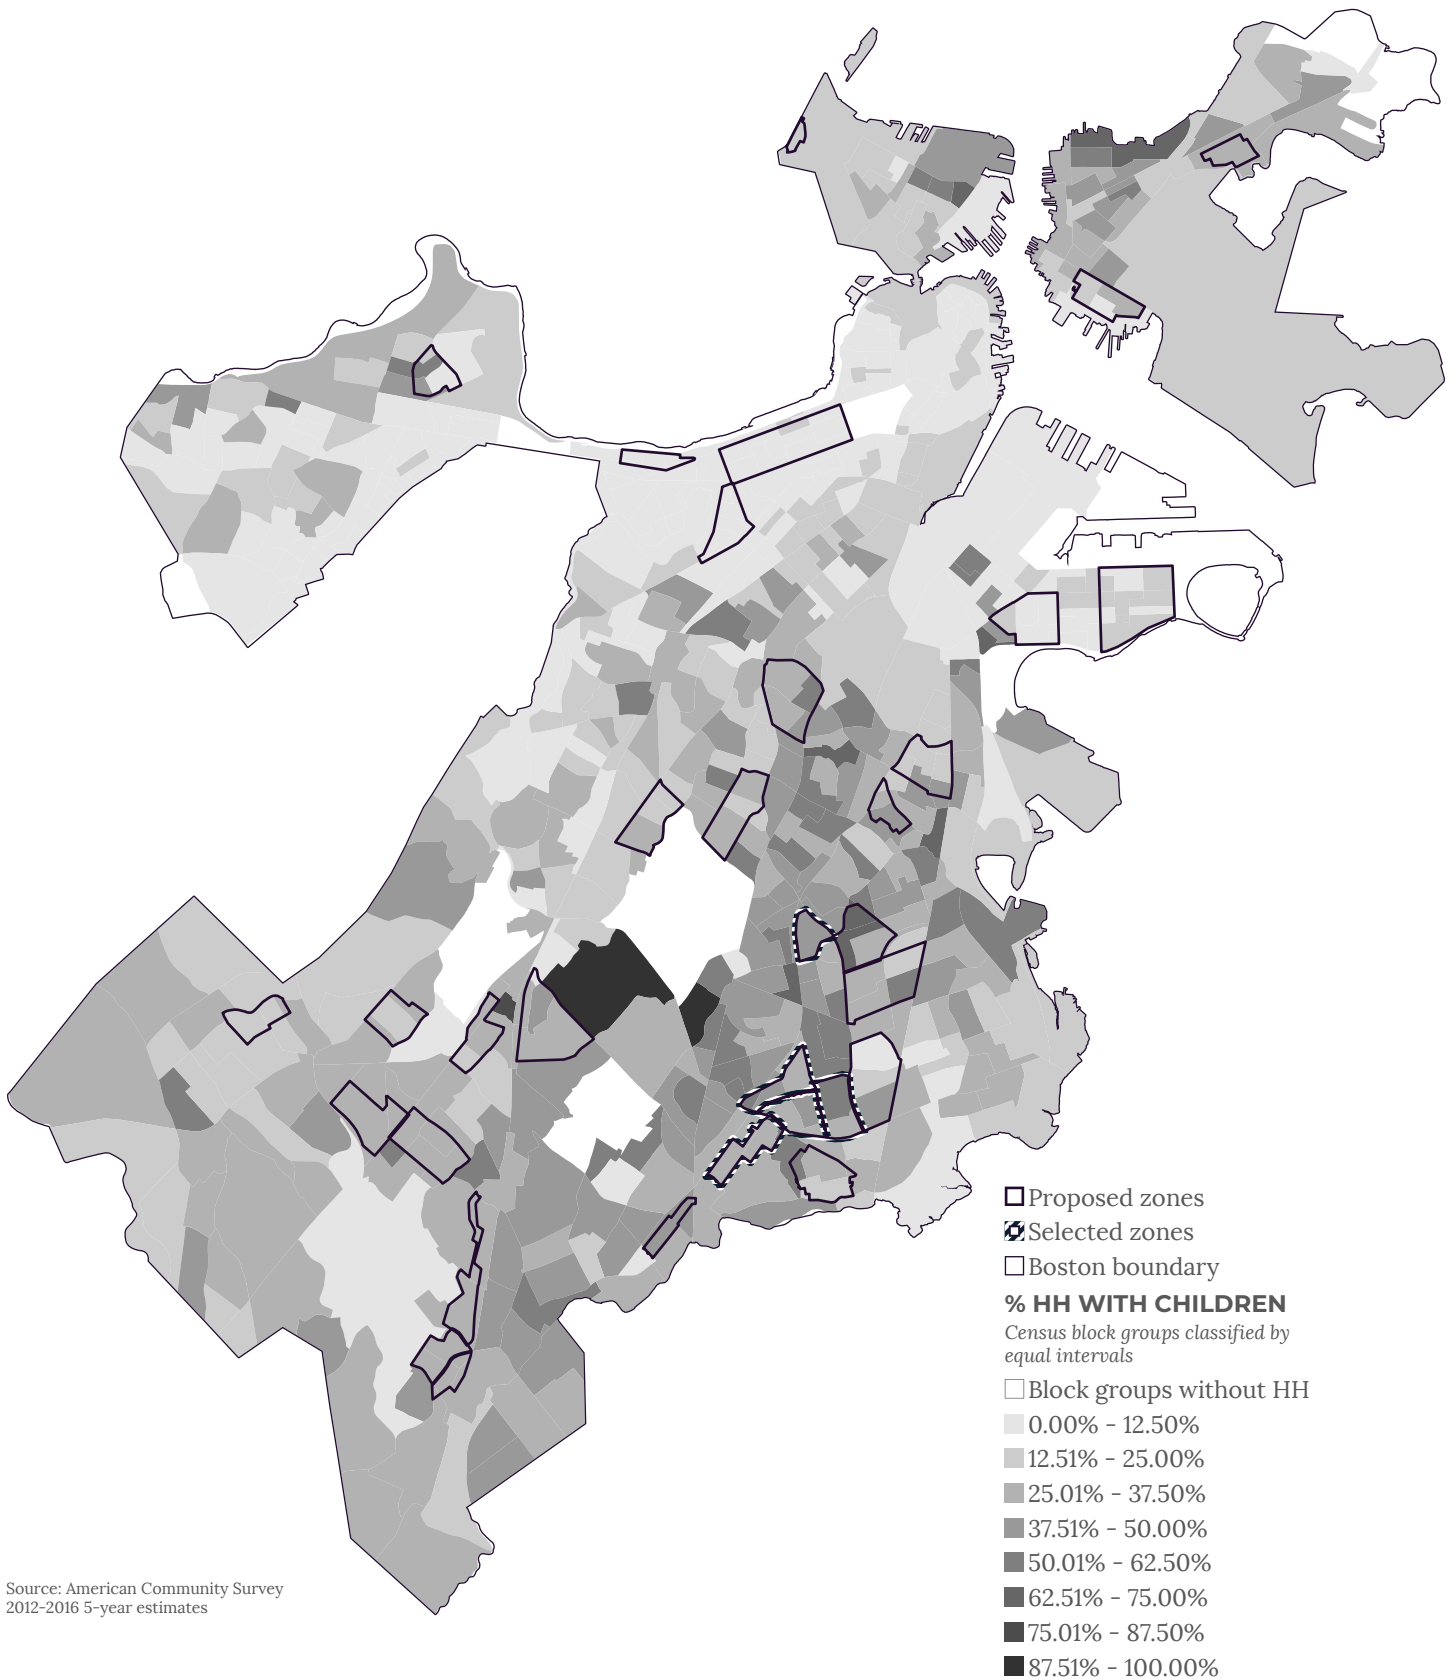 Proposed zones
Selected zones
Boston boundary
% HH WITH CHILDREN
Census block groups classified by
equal intervals
Block groups without HH
0.00% - 12.50%
12.51% - 25.00%
25.01% - 37.50%
37.51% - 50.00%
50.01% - 62.50%
62.51% - 75.00%
75.01% - 87.50%
87.51% - 100.00%
Source: American Community Survey
2012-2016 5-year estimates